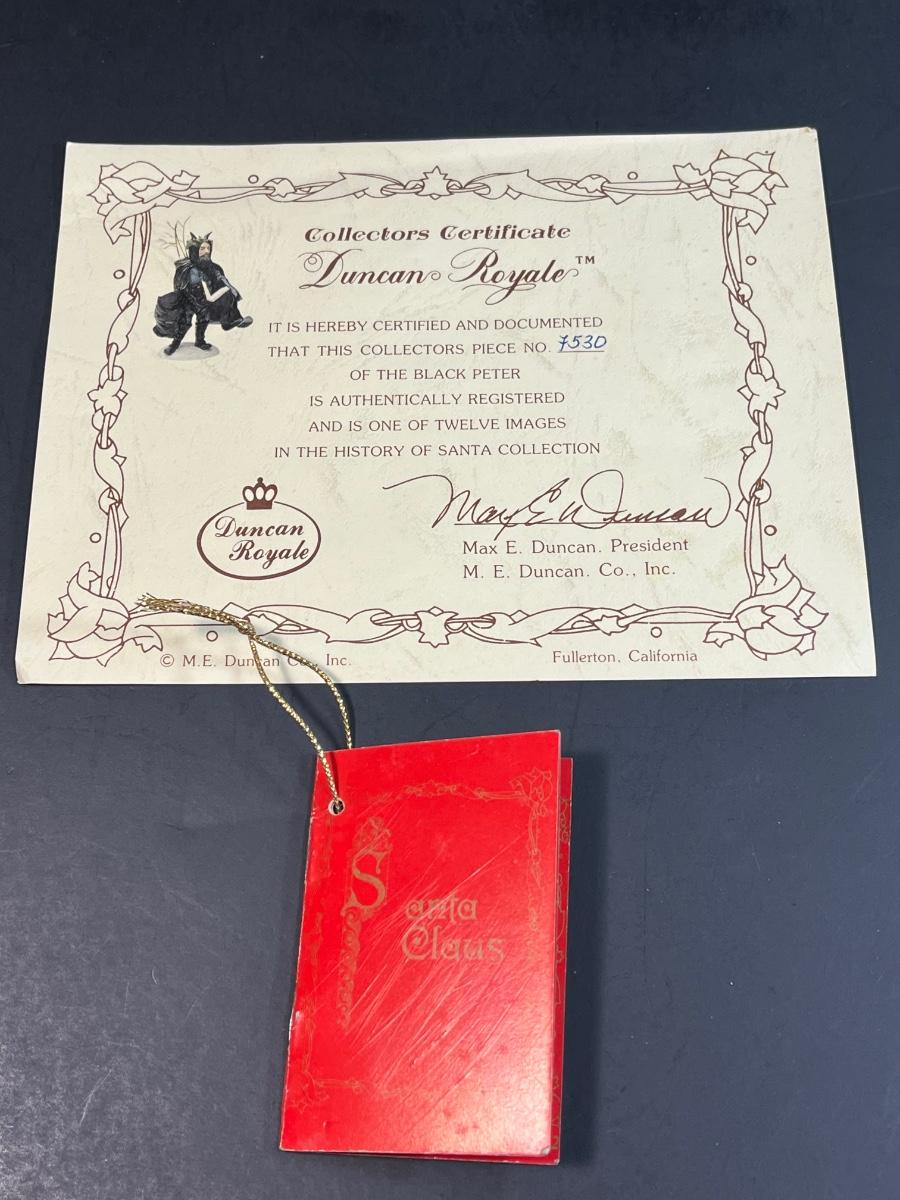 Collectors Certificate
Duncan Royale™
IT IS HEREBY CERTIFIED AND DOCUMENTED
THAT THIS COLLECTORS PIECE NO. 7530
OF THE BLACK PETER
IS AUTHENTICALLY REGISTERED
AND IS ONE OF TWELVE IMAGES
IN THE HISTORY OF SANTA COLLECTION
Duncan
Royale
Max E Duncan
Max E. Duncan. President
M. E. Duncan. Co., Inc.
© M.E. Duncan Co., Inc.
Fullerton, California
Santa
Claus